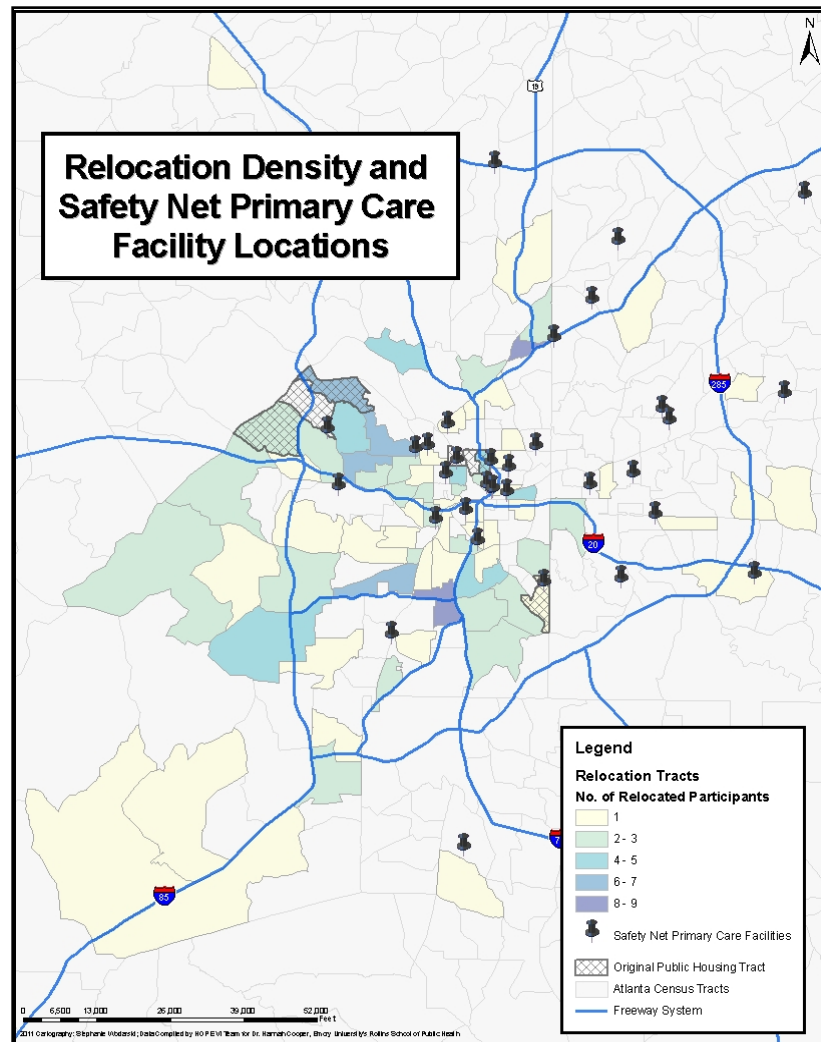 N
19
Relocation Density and
Safety Net Primary Care
Facility Locations
285
20
85
7
Legend
Relocation Tracts
No. of Relocated Participants
1
2 - 3
4 - 5
6 - 7
8 - 9
Safety Net Primary Care Facilities
Original Public Housing Tract
Atlanta Census Tracts
Freeway System
0 6,500 13,000 26,000 39,000 52,000
Feet
2011 Cartography: Stephanie Wodarski; Data Compiled by HOPE VI Team for Dr. Hannah Cooper, Emory University's Rollins School of Public Health